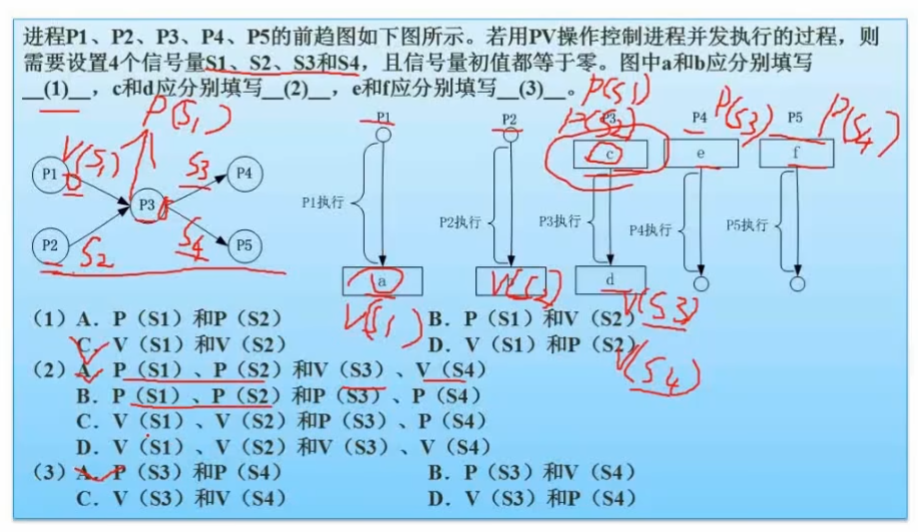 进程P1、P2、P3、P4、P5的前趋图如下图所示。若用PV操作控制进程并发执行的过程，则
需要设置4个信号量S1、S2、S3和S4，且信号量初值都等于零。图中a和b应分别填写
__(1)__，c和d应分别填写__(2)__，e和f应分别填写__(3)__。
P(S1)
P(S1)
P1
P2
P(S2)
P3
P4
P(S3)
P5
P(S4)
V(S1)
P1
S3
P4
c
e
f
P3
P1执行
P2执行
P3执行
P4执行
P5执行
P2
S2
S4
P5
a
V(S2)
d
V(S1)
V(S3)
（1）A. P（S1）和P（S2）
B. P（S1）和V（S2）
C. V（S1）和V（S2）
D. V（S1）和P（S2）
V(S4)
（2）A. P（S1）、P（S2）和V（S3）、V（S4）
B. P（S1）、P（S2）和P（S3）、P（S4）
C. V（S1）、V（S2）和P（S3）、P（S4）
D. V（S1）、V（S2）和V（S3）、V（S4）
（3）A. P（S3）和P（S4）
B. P（S3）和V（S4）
C. V（S3）和V（S4）
D. V（S3）和P（S4）